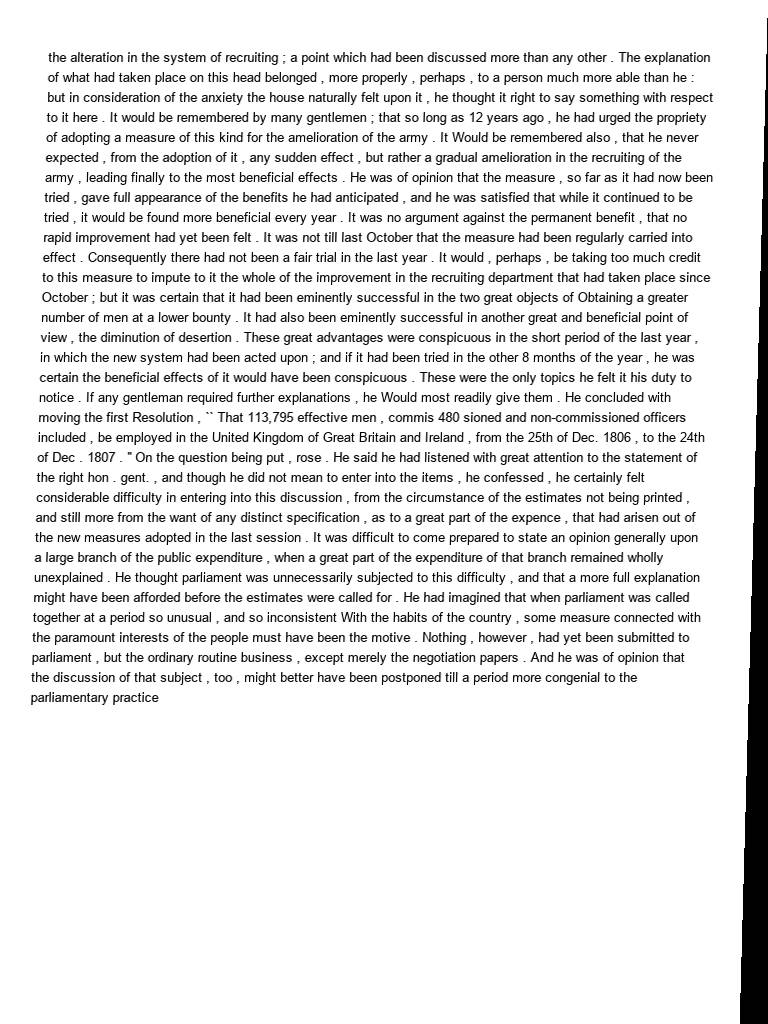 the alteration in the system of recruiting ; a point which had been discussed more than any other . The explanation
of what had taken place on this head belonged , more properly , perhaps , to a person much more able than he :
but in consideration of the anxiety the house naturally felt upon it , he thought it right to say something with respect
to it here . It would be remembered by many gentlemen ; that so long as 12 years ago , he had urged the propriety
of adopting a measure of this kind for the amelioration of the army . It Would be remembered also , that he never
expected , from the adoption of it , any sudden effect , but rather a gradual amelioration in the recruiting of the
army , leading finally to the most beneficial effects . He was of opinion that the measure , so far as it had now been
tried , gave full appearance of the benefits he had anticipated , and he was satisfied that while it continued to be
tried , it would be found more beneficial every year . It was no argument against the permanent benefit , that no
rapid improvement had yet been felt . It was not till last October that the measure had been regularly carried into
effect . Consequently there had not been a fair trial in the last year . It would , perhaps , be taking too much credit
to this measure to impute to it the whole of the improvement in the recruiting department that had taken place since
October ; but it was certain that it had been eminently successful in the two great objects of Obtaining a greater
number of men at a lower bounty . It had also been eminently successful in another great and beneficial point of
view , the diminution of desertion . These great advantages were conspicuous in the short period of the last year ,
in which the new system had been acted upon ; and if it had been tried in the other 8 months of the year , he was
certain the beneficial effects of it would have been conspicuous . These were the only topics he felt it his duty to
notice . If any gentleman required further explanations , he Would most readily give them . He concluded with
moving the first Resolution , `` That 113,795 effective men , commis 480 sioned and non-commissioned officers
included , be employed in the United Kingdom of Great Britain and Ireland , from the 25th of Dec. 1806 , to the 24th
of Dec . 1807 . " On the question being put , rose . He said he had listened with great attention to the statement of
the right hon . gent. , and though he did not mean to enter into the items , he confessed , he certainly felt
considerable difficulty in entering into this discussion , from the circumstance of the estimates not being printed ,
and still more from the want of any distinct specification , as to a great part of the expence , that had arisen out of
the new measures adopted in the last session . It was difficult to come prepared to state an opinion generally upon
a large branch of the public expenditure , when a great part of the expenditure of that branch remained wholly
unexplained . He thought parliament was unnecessarily subjected to this difficulty , and that a more full explanation
might have been afforded before the estimates were called for . He had imagined that when parliament was called
together at a period so unusual , and so inconsistent With the habits of the country , some measure connected with
the paramount interests of the people must have been the motive . Nothing , however , had yet been submitted to
parliament , but the ordinary routine business , except merely the negotiation papers . And he was of opinion that
the discussion of that subject , too , might better have been postponed till a period more congenial to the
parliamentary practice